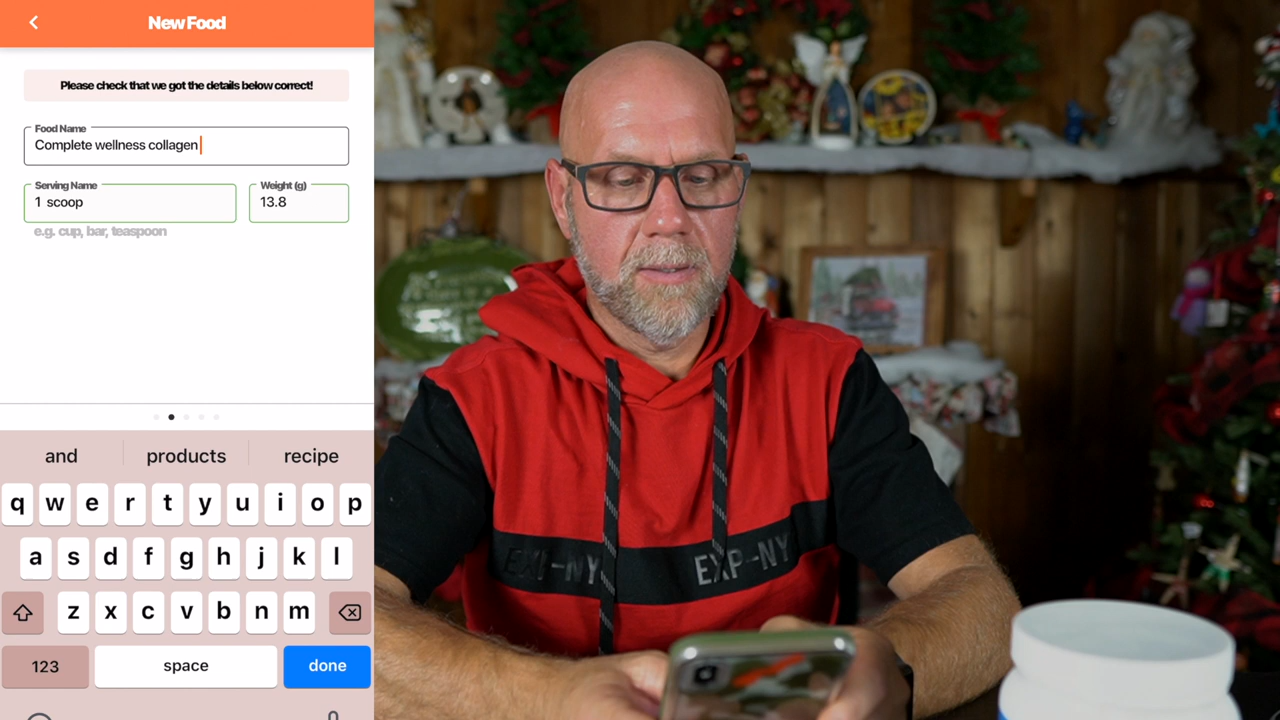 New Food
Please check that we got the details below correct!
Food Name
Complete wellness collagen
Serving Name
1 scoop
Weight (g)
13.8
e.g. cup, bar, teaspoon
and products recipe
q w e r t y u i o p
a s d f g h j k l
z x c v b n m
123 space done
EXP-NY EXP-NY